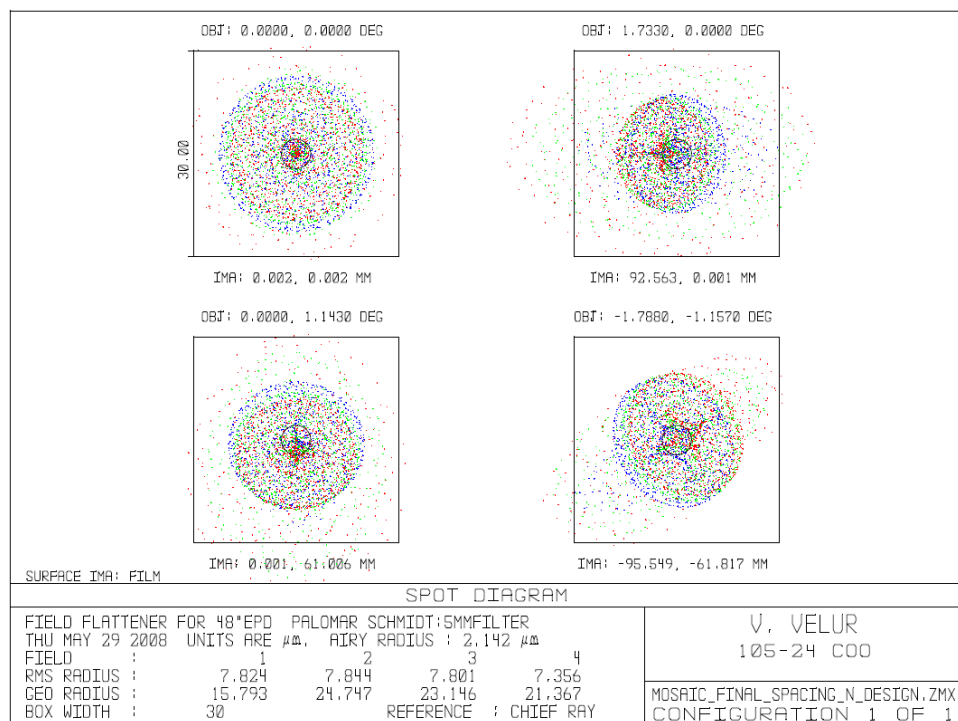 OBJ: 0.0000, 0.0000 DEG
OBJ: 1.7330, 0.0000 DEG
30.00
IMA: 0.002, 0.002 MM
IMA: 92.563, 0.001 MM
OBJ: 0.0000, 1.1430 DEG
OBJ: -1.7880, -1.1570 DEG
IMA: 0.001, 61.006 MM
IMA: -95.549, -61.817 MM
SURFACE IMA: FILM
SPOT DIAGRAM
FIELD FLATTENER FOR 48"EPD PALOMAR SCHMIDT:5MMFILTER
THU MAY 29 2008 UNITS ARE µm. AIRY RADIUS : 2.142 µm
FIELD : 1 2 3 4
RMS RADIUS : 7.824 7.844 7.801 7.356
GEO RADIUS : 15.793 24.747 23.146 21.367
BOX WIDTH : 30 REFERENCE : CHIEF RAY
V. VELUR
105-24 COO
MOSAIC_FINAL_SPACING_N_DESIGN.ZMX
CONFIGURATION 1 OF 1